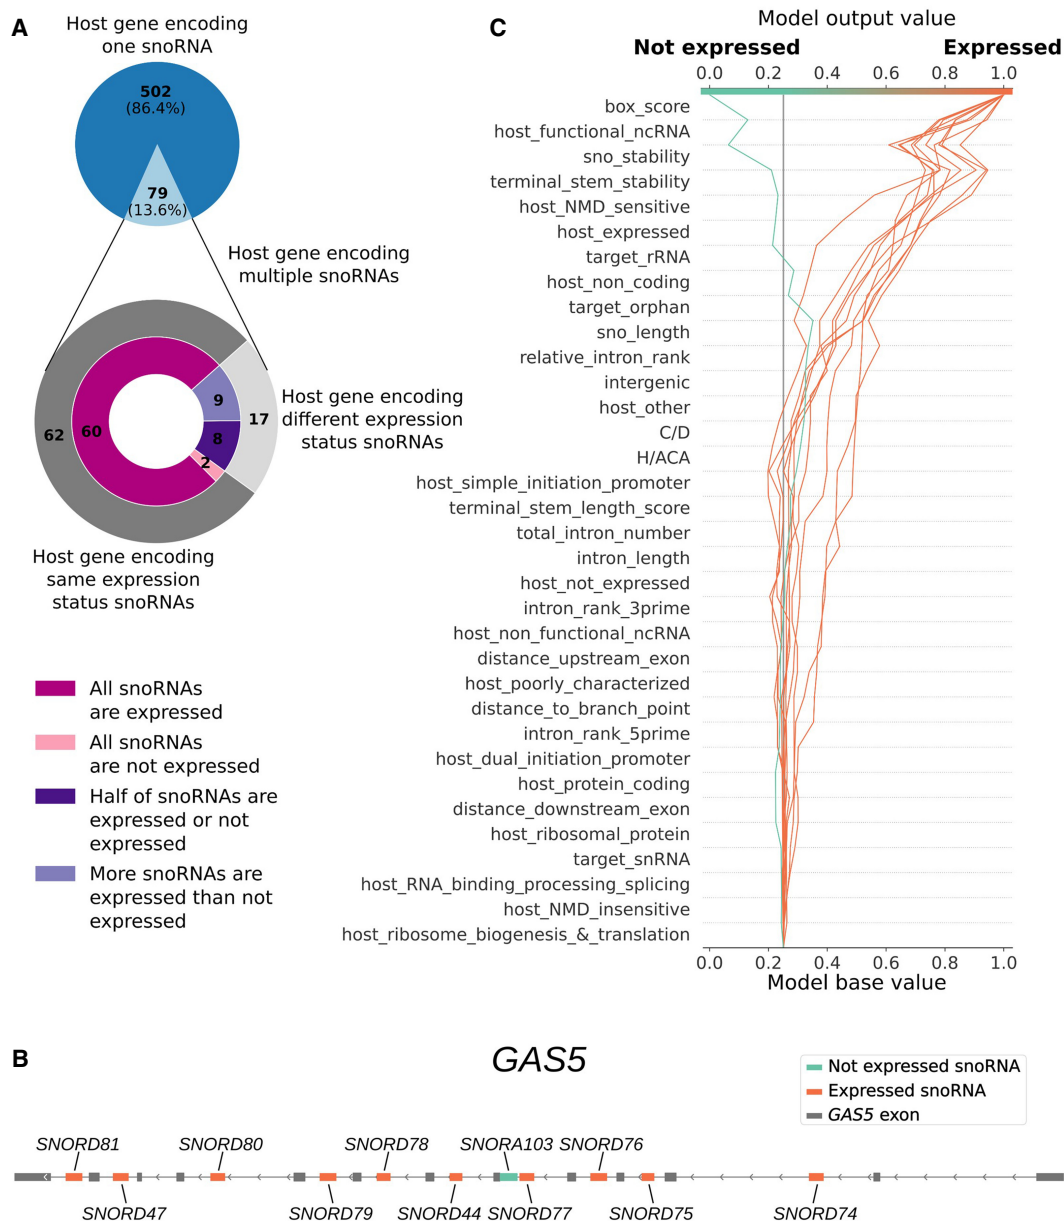 A
Host gene encoding
one snoRNA
502
(86.4%)
79
(13.6%)
Host gene encoding
multiple snoRNAs
62
60
9
8
2
17
Host gene encoding
different expression
status snoRNAs
Host gene encoding
same expression
status snoRNAs
All snoRNAs
are expressed
All snoRNAs
are not expressed
Half of snoRNAs are
expressed or not
expressed
More snoRNAs are
expressed than not
expressed
C
Model output value
Not expressed Expressed
0.0 0.2 0.4 0.6 0.8 1.0
box_score
host_functional_ncRNA
sno_stability
terminal_stem_stability
host_NMD_sensitive
host_expressed
target_rRNA
host_non_coding
target_orphan
sno_length
relative_intron_rank
intergenic
host_other
C/D
H/ACA
host_simple_initiation_promoter
terminal_stem_length_score
total_intron_number
intron_length
host_not_expressed
intron_rank_3prime
host_non_functional_ncRNA
distance_upstream_exon
host_poorly_characterized
distance_to_branch_point
intron_rank_5prime
host_dual_initiation_promoter
host_protein_coding
distance_downstream_exon
host_ribosomal_protein
target_snRNA
host_RNA_binding_processing_splicing
host_NMD_insensitive
host_ribosome_biogenesis_&_translation
0.0 0.2 0.4 0.6 0.8 1.0
Model base value
B
GAS5
Not expressed snoRNA
Expressed snoRNA
GAS5 exon
SNORD81 SNORD80 SNORD78 SNORA103 SNORD76
SNORD47 SNORD79 SNORD44 SNORD77 SNORD75 SNORD74